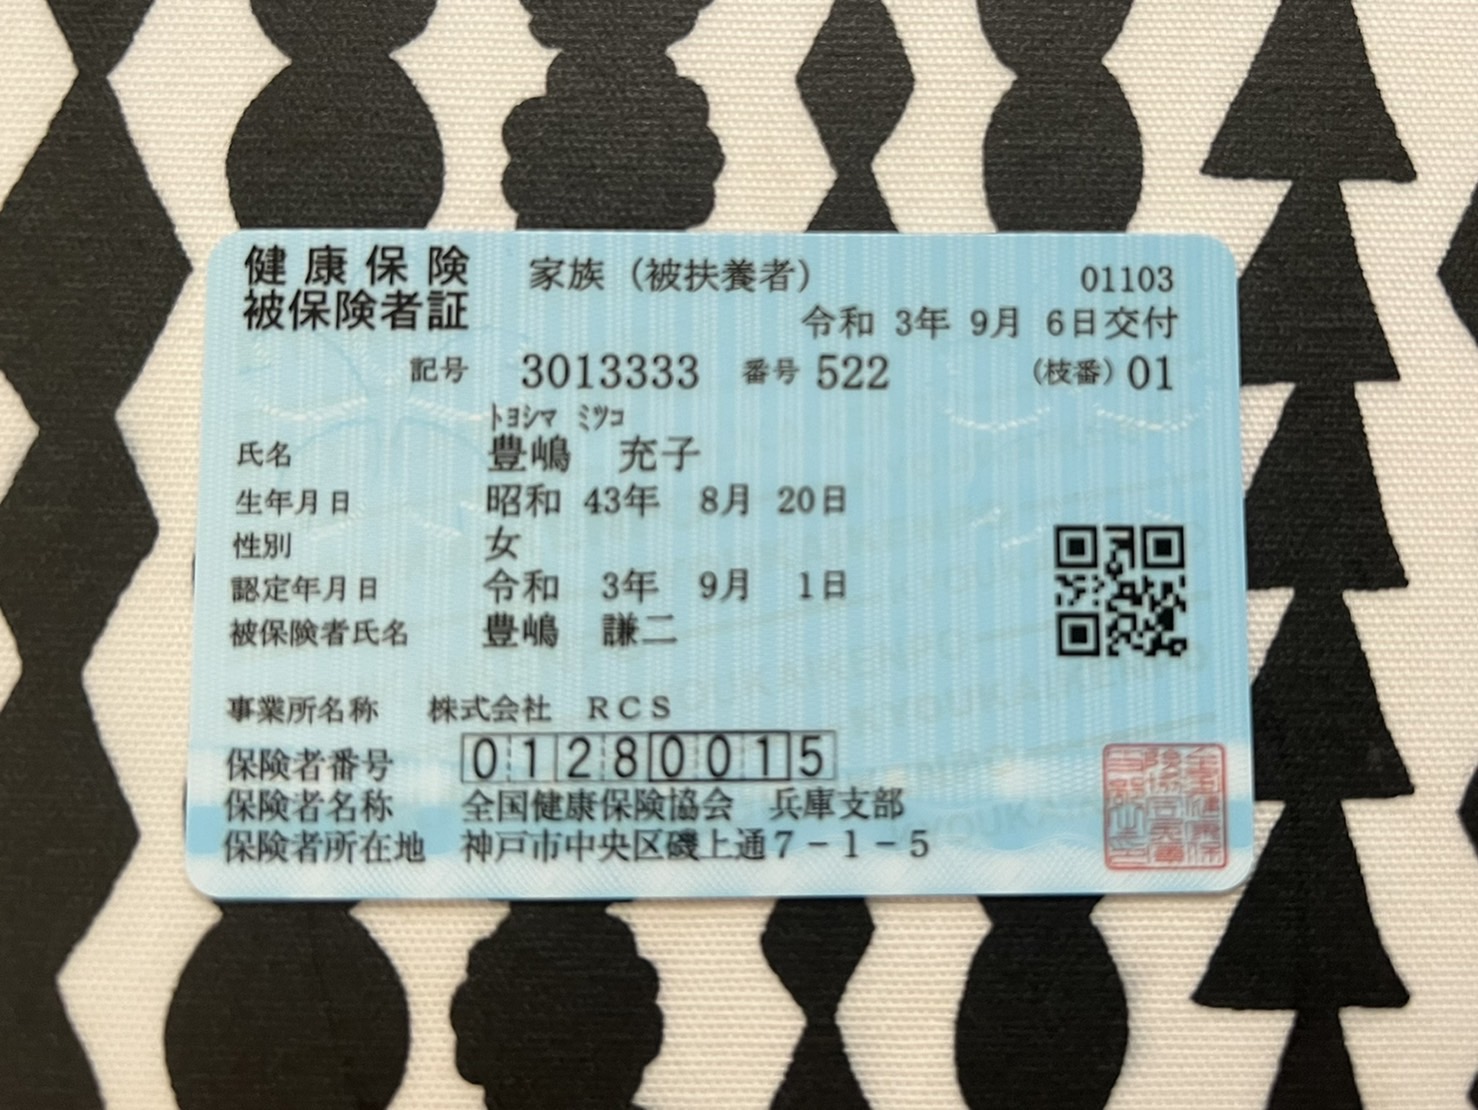 健康保険 家族（被扶養者） 01103
被保険者証 令和 3年 9月 6日交付
記号 3013333 番号 522 （枝番）01
ﾄﾖｼﾏ ﾐﾂｺ
氏名 豊嶋 充子
生年月日 昭和 43年 8月 20日
性別 女
認定年月日 令和 3年 9月 1日
被保険者氏名 豊嶋 謙二
事業所名称 株式会社 ＲＣＳ
保険者番号 01280015
保険者名称 全国健康保険協会 兵庫支部
保険者所在地 神戸市中央区磯上通７－１－５